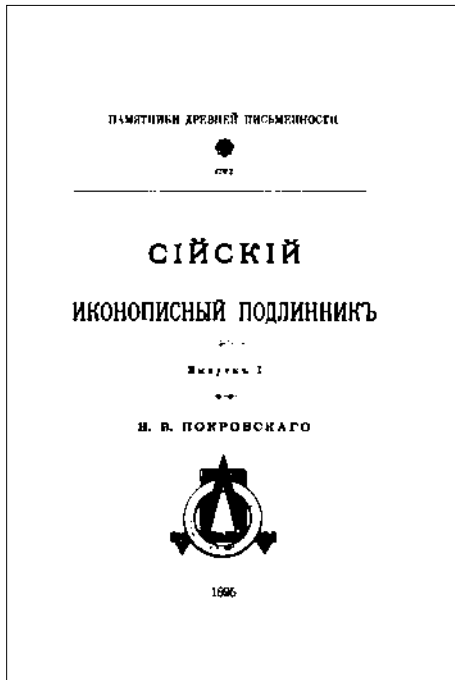 ПАМЯТНИКИ ДРЕВНЕЙ ПИСЬМЕННОСТИ
СІЙСКІЙ
ИКОНОПИСНЫЙ ПОДЛИННИКЪ
Выпускъ I
Н. В. ПОКРОВСКАГО
1895